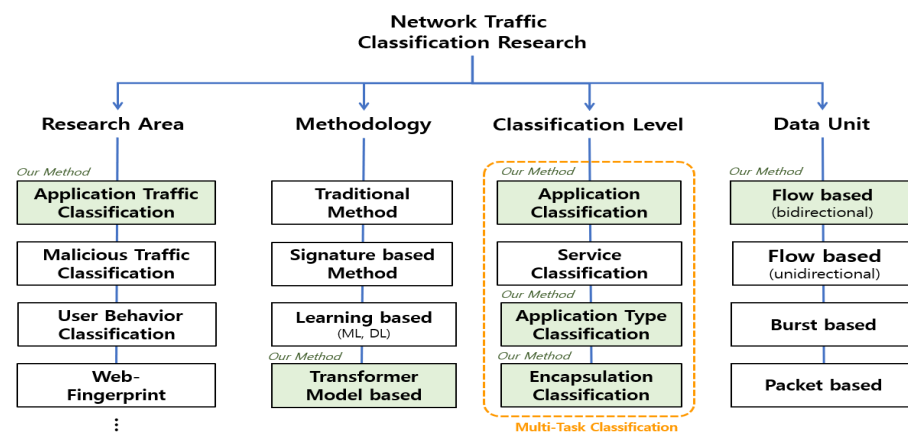 Network Traffic
Classification Research
Research Area
Our Method
Application Traffic
Classification
Malicious Traffic
Classification
User Behavior
Classification
Web-
Fingerprint
⋮
Methodology
Traditional
Method
Signature based
Method
Learning based
(ML, DL)
Our Method
Transformer
Model based
Classification Level
Our Method
Application
Classification
Service
Classification
Our Method
Application Type
Classification
Our Method
Encapsulation
Classification
Multi-Task Classification
Data Unit
Our Method
Flow based
(bidirectional)
Flow based
(unidirectional)
Burst based
Packet based